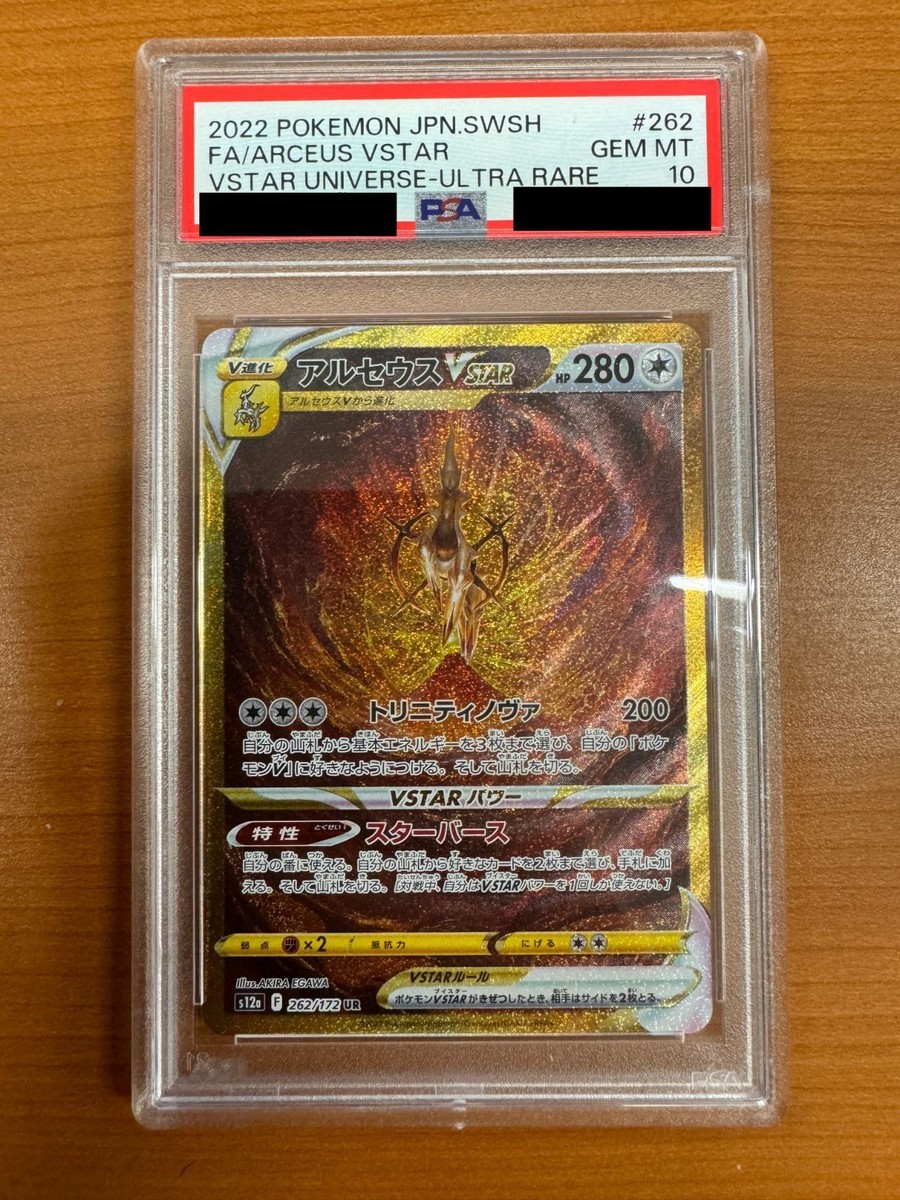 2022 POKEMON JPN.SWSH #262
FA/ARCEUS VSTAR GEM MT
VSTAR UNIVERSE-ULTRA RARE 10
PSA
V進化 アルセウス VSTAR HP 280
アルセウスVから進化
トリニティノヴァ 200
自分の山札から基本エネルギーを3枚まで選び、自分の「ポケ
モンV」に好きなようにつける。そして山札を切る。
VSTARパワー
特性 とくせい スターバース
自分の番に使える。自分の山札から好きなカードを2枚まで選び、手札に加
える。そして山札を切る。[対戦中、自分はVSTARパワーを1回しか使えない。]
弱点 ×2 抵抗力 にげる
Illus.AKIRA EGAWA
VSTARルール
ポケモンVSTARがきぜつしたとき、相手はサイドを2枚とる。
s12a F 262/172 UR